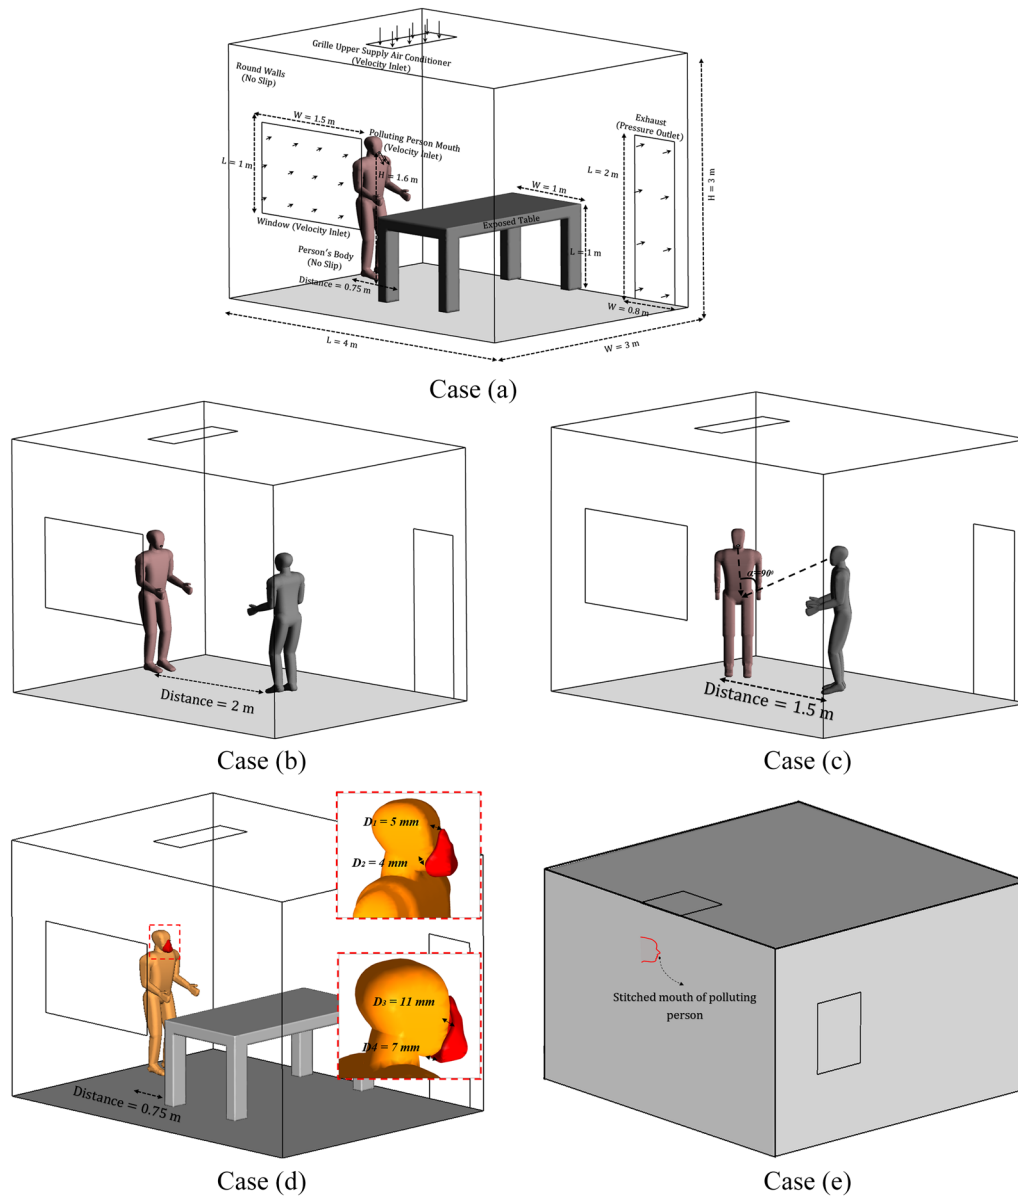 Grille Upper Supply Air Conditioner
(Velocity Inlet)
Round Walls
(No Slip)
W = 1.5 m
Exhaust
(Pressure Outlet)
Polluting Person Mouth
(Velocity Inlet)
L = 1 m
H = 1.6 m
L = 2 m
H = 3 m
W = 1 m
Exposed Table
Window (Velocity Inlet)
L = 1 m
Person's Body
(No Slip)
Distance = 0.75 m
W = 0.8 m
L = 4 m
W = 3 m
Case (a)
Distance = 2 m
Case (b)
Distance = 1.5 m
Case (c)
D1 = 5 mm
D2 = 4 mm
D3 = 11 mm
D4 = 7 mm
Distance = 0.75 m
Case (d)
Stitched mouth of polluting
person
Case (e)